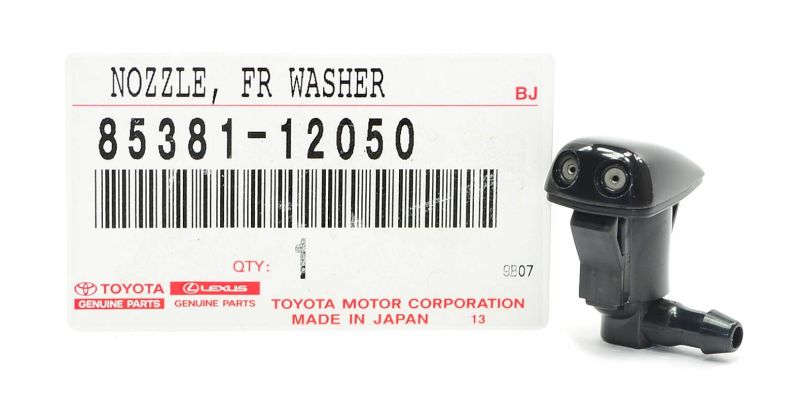 NOZZLE, FR WASHER
BJ
85381-12050
QTY: 1
9B07
TOYOTA LEXUS
GENUINE PARTS GENUINE PARTS
TOYOTA MOTOR CORPORATION
MADE IN JAPAN 13